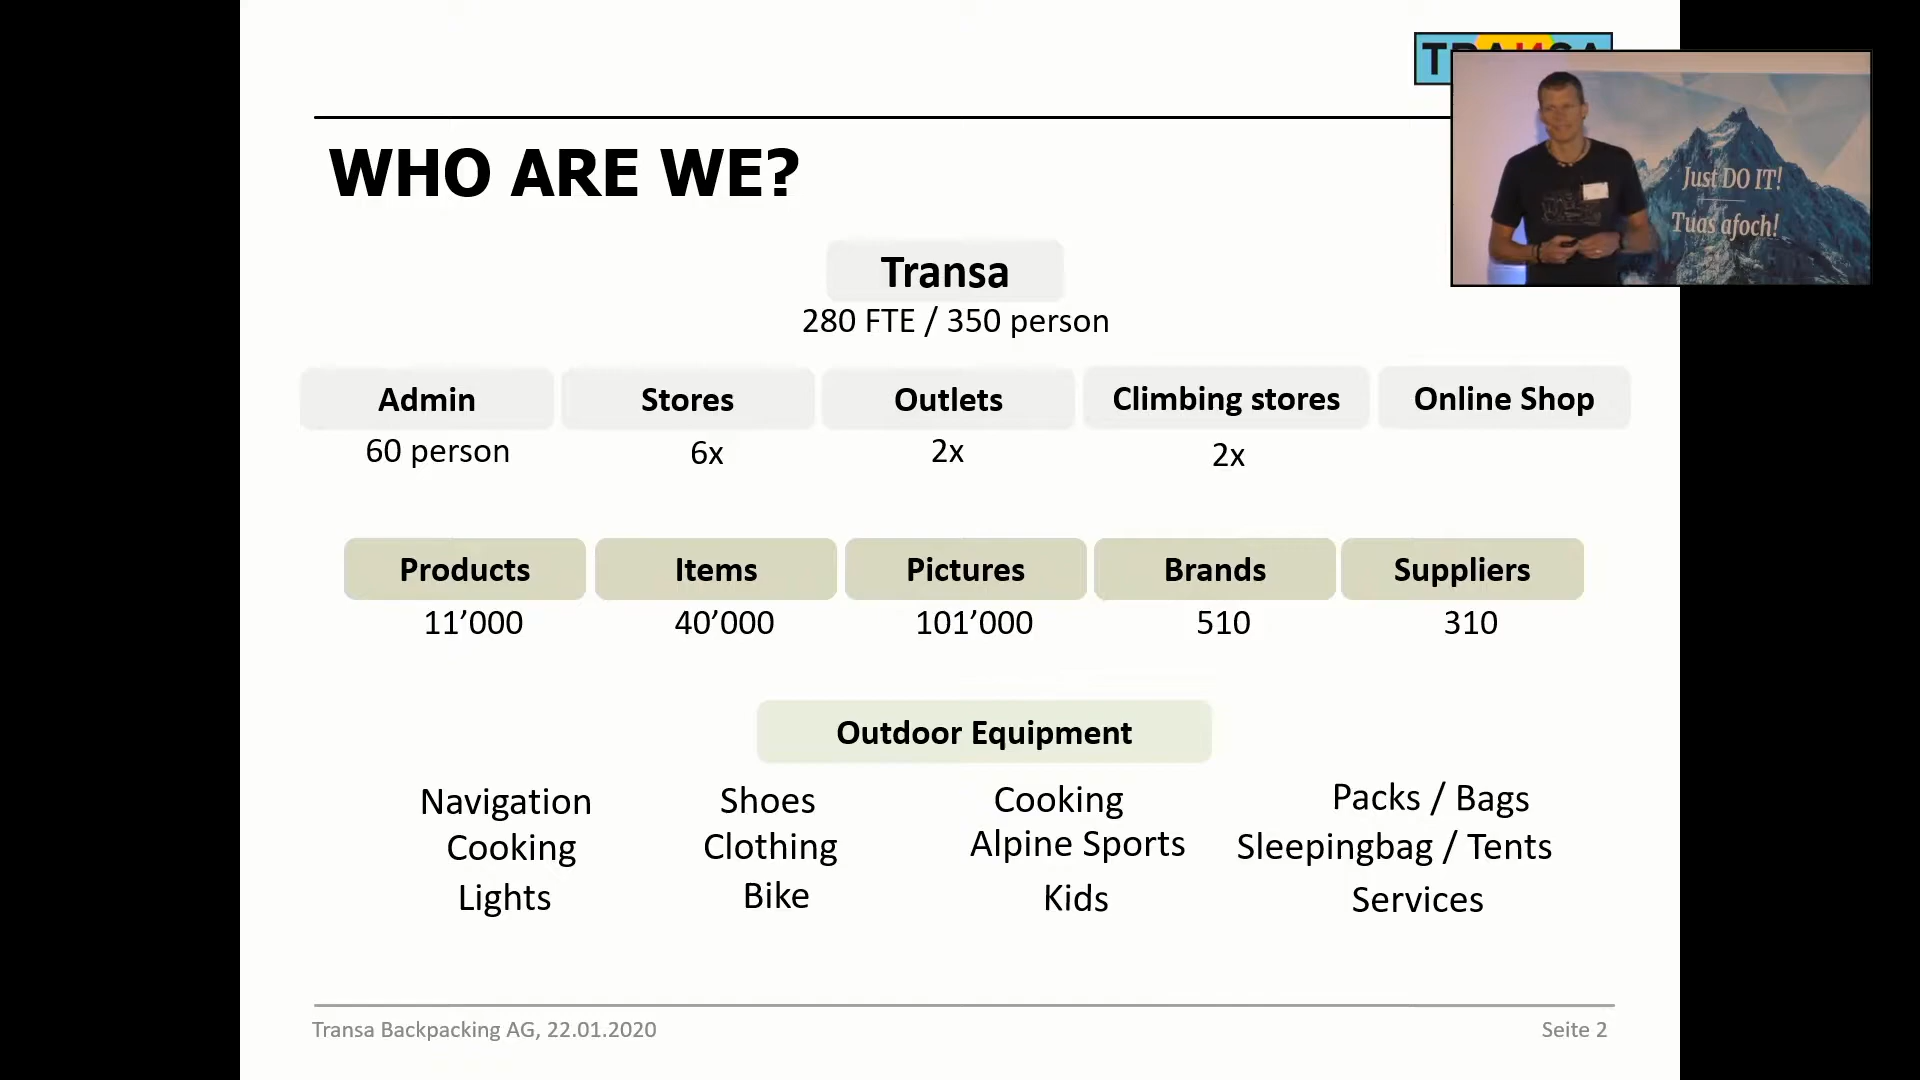 WHO ARE WE?
Just DO IT!
Tuas afoch!
Transa
280 FTE / 350 person
Admin Stores Outlets Climbing stores Online Shop
60 person 6x 2x 2x
Products Items Pictures Brands Suppliers
11’000 40’000 101’000 510 310
Outdoor Equipment
Navigation Shoes Cooking Packs / Bags
Cooking Clothing Alpine Sports Sleepingbag / Tents
Lights Bike Kids Services
Transa Backpacking AG, 22.01.2020 Seite 2